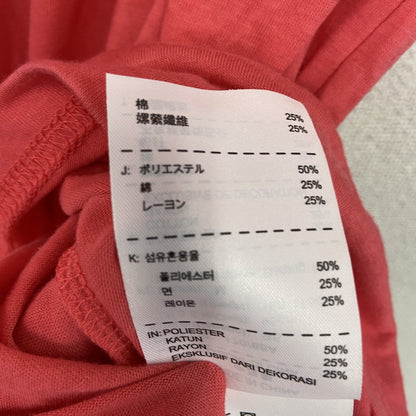 棉 25%
嫘縈纖維 25%
J: ポリエステル 50%
綿 25%
レーヨン 25%
K: 섬유혼용율
폴리에스터 50%
면 25%
레이온 25%
IN: POLIESTER 50%
KATUN 25%
RAYON 25%
EKSKLUSIF DARI DEKORASI